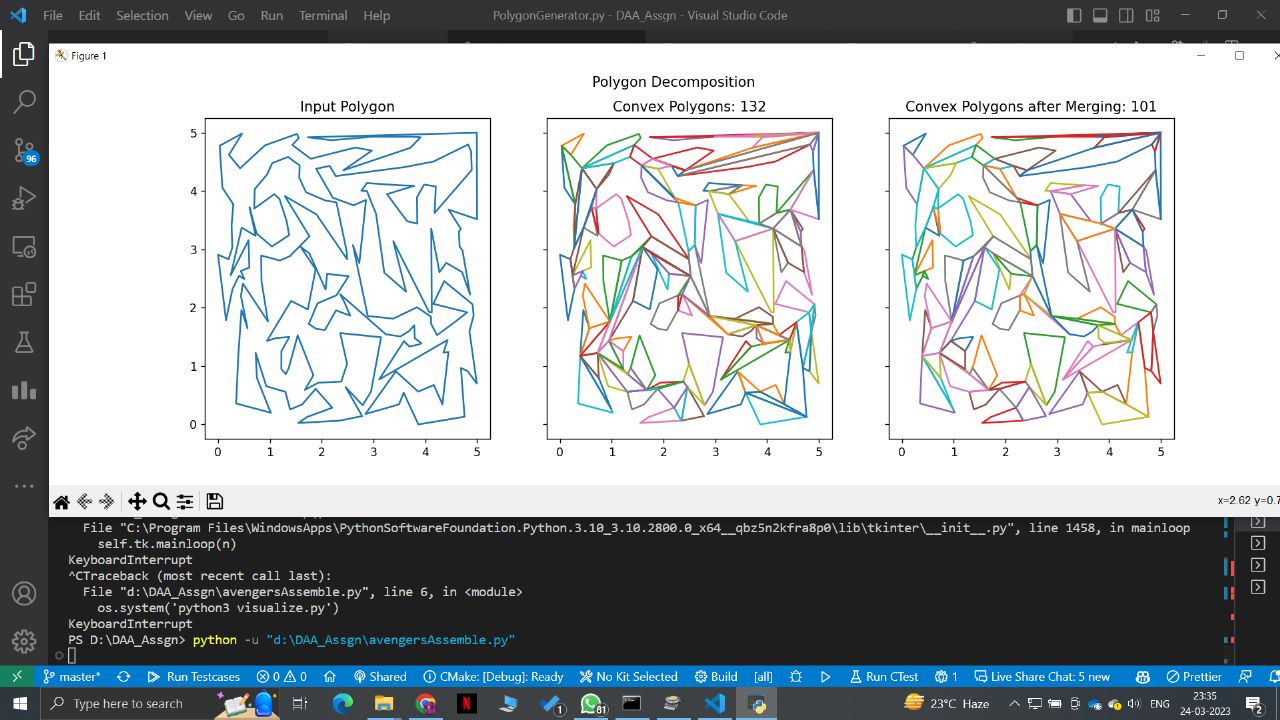 File Edit Selection View Go Run Terminal Help PolygonGenerator.py - DAA_Assgn - Visual Studio Code
Figure 1
Polygon Decomposition
Input Polygon Convex Polygons: 132 Convex Polygons after Merging: 101
5
4
3
2
1
0
0 1 2 3 4 5 0 1 2 3 4 5 0 1 2 3 4 5
x=2.62 y=0.7
96
File "C:\Program Files\WindowsApps\PythonSoftwareFoundation.Python.3.10_3.10.2800.0_x64__qbz5n2kfra8p0\lib\tkinter\__init__.py", line 1458, in mainloop
self.tk.mainloop(n)
KeyboardInterrupt
^CTraceback (most recent call last):
File "d:\DAA_Assgn\avengersAssemble.py", line 6, in <module>
os.system('python3 visualize.py')
KeyboardInterrupt
PS D:\DAA_Assgn> python -u "d:\DAA_Assgn\avengersAssemble.py"
master* Run Testcases 0 0 Shared CMake: [Debug]: Ready No Kit Selected Build [all] Run CTest 1 Live Share Chat: 5 new Prettier
Type here to search 1 81 23°C Haze ENG 23:35
24-03-2023 2